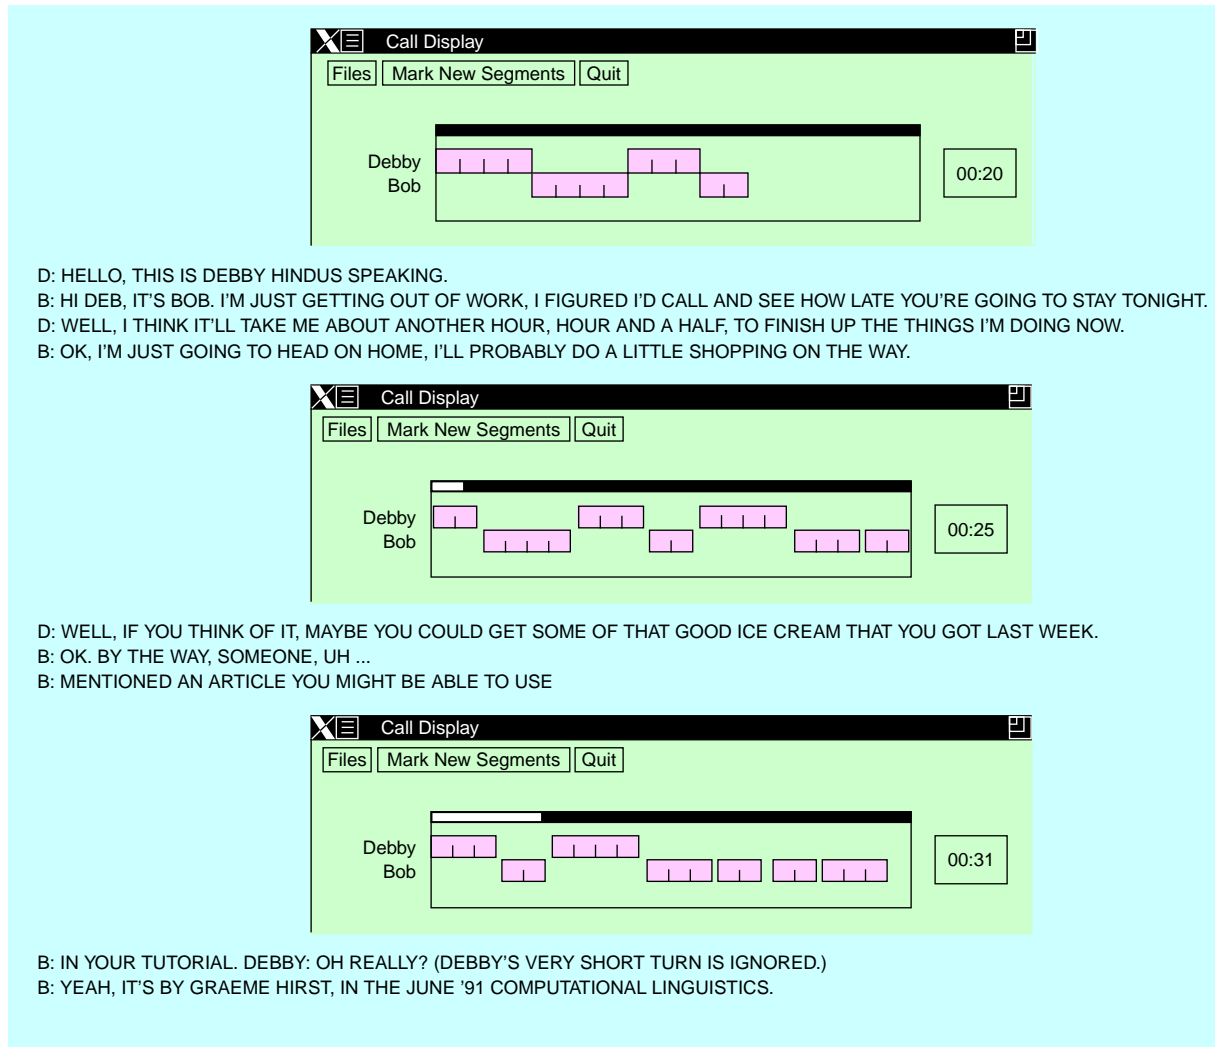 Call Display
Files Mark New Segments Quit
Debby
Bob
00:20
D: HELLO, THIS IS DEBBY HINDUS SPEAKING.
B: HI DEB, IT'S BOB. I'M JUST GETTING OUT OF WORK, I FIGURED I'D CALL AND SEE HOW LATE YOU'RE GOING TO STAY TONIGHT.
D: WELL, I THINK IT'LL TAKE ME ABOUT ANOTHER HOUR, HOUR AND A HALF, TO FINISH UP THE THINGS I'M DOING NOW.
B: OK, I'M JUST GOING TO HEAD ON HOME, I'LL PROBABLY DO A LITTLE SHOPPING ON THE WAY.
Call Display
Files Mark New Segments Quit
Debby
Bob
00:25
D: WELL, IF YOU THINK OF IT, MAYBE YOU COULD GET SOME OF THAT GOOD ICE CREAM THAT YOU GOT LAST WEEK.
B: OK. BY THE WAY, SOMEONE, UH ...
B: MENTIONED AN ARTICLE YOU MIGHT BE ABLE TO USE
Call Display
Files Mark New Segments Quit
Debby
Bob
00:31
B: IN YOUR TUTORIAL. DEBBY: OH REALLY? (DEBBY'S VERY SHORT TURN IS IGNORED.)
B: YEAH, IT'S BY GRAEME HIRST, IN THE JUNE '91 COMPUTATIONAL LINGUISTICS.